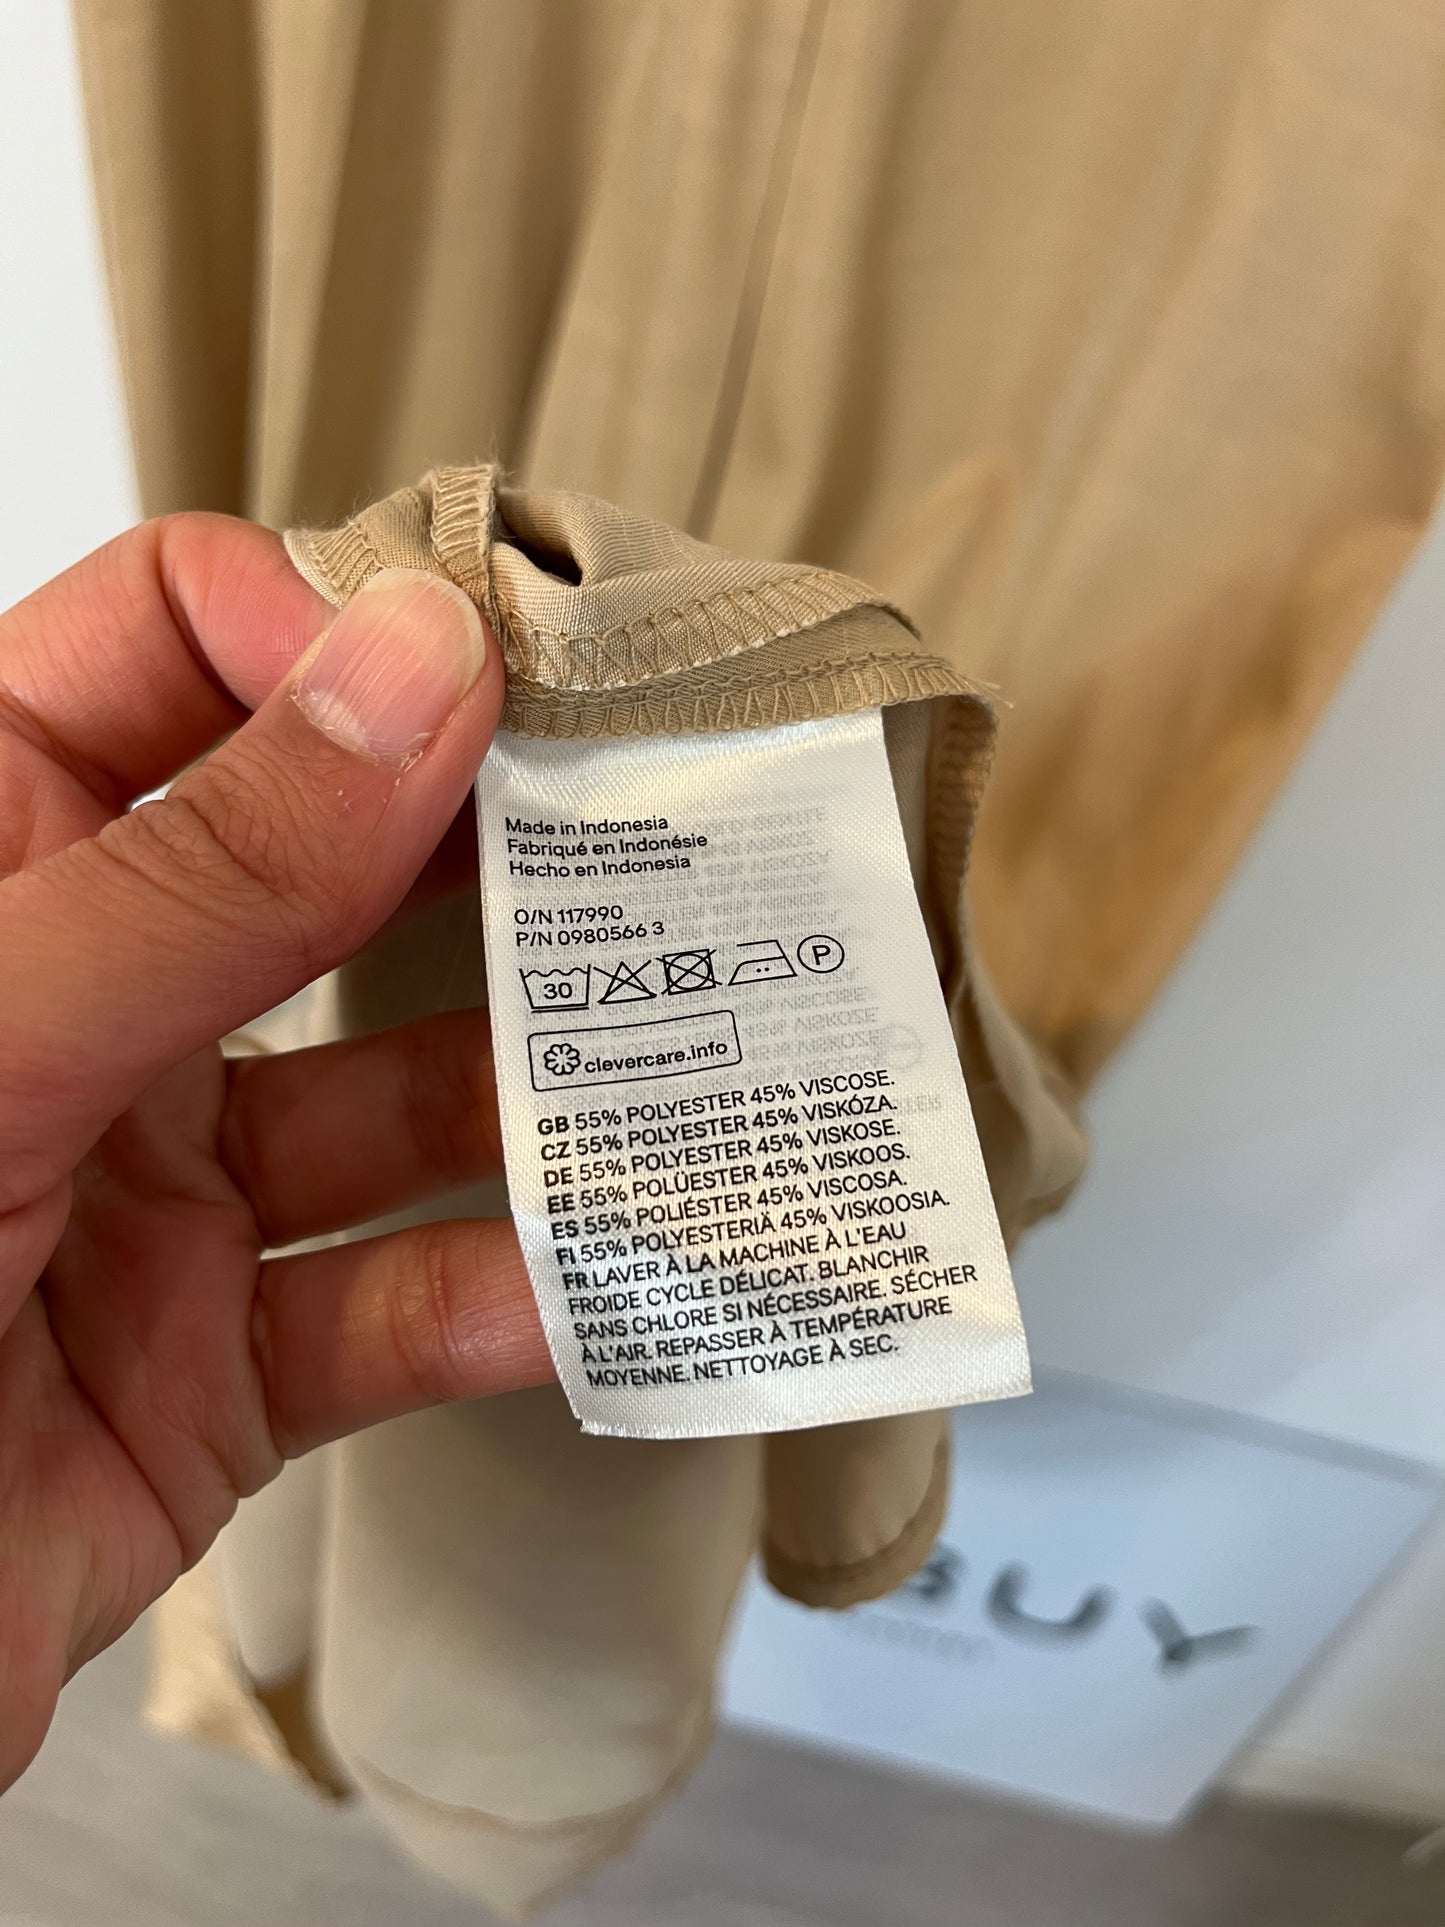 Made in Indonesia
Fabriqué en Indonésie
Hecho en Indonesia
O/N 117990
P/N 0980566 3
30 P
clevercare.info
GB 55% POLYESTER 45% VISCOSE.
CZ 55% POLYESTER 45% VISKÓZA.
DE 55% POLYESTER 45% VISKOSE.
EE 55% POLÜESTER 45% VISKOOS.
ES 55% POLIÉSTER 45% VISCOSA.
FI 55% POLYESTERIÄ 45% VISKOOSIA.
FR LAVER À LA MACHINE À L'EAU
FROIDE CYCLE DÉLICAT. BLANCHIR
SANS CHLORE SI NÉCESSAIRE. SÉCHER
À L'AIR. REPASSER À TEMPÉRATURE
MOYENNE. NETTOYAGE À SEC.
BUY